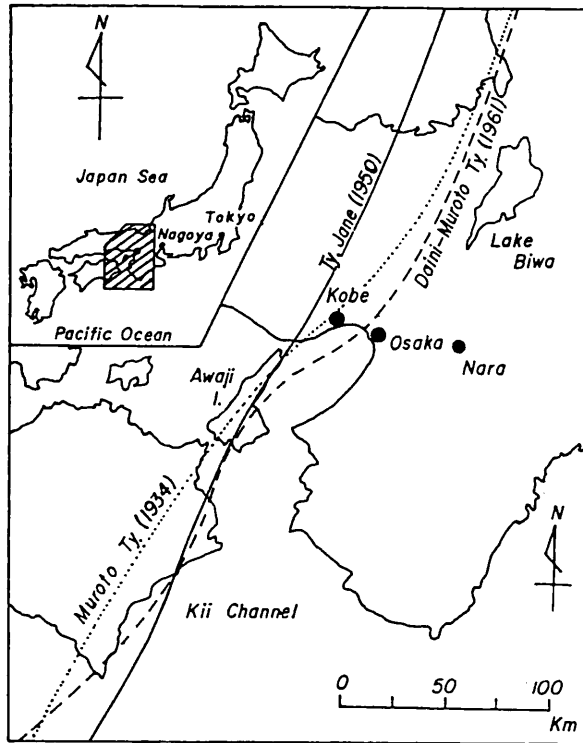 N
Japan Sea
Tokyo
Nagoya
Pacific Ocean
Ty Jane (1950)
Daini-Muroto Ty. (1961)
Lake
Biwa
Kobe
Osaka
Nara
Awaji
I.
Muroto Ty. (1934)
Kii Channel
N
0 50 100
Km